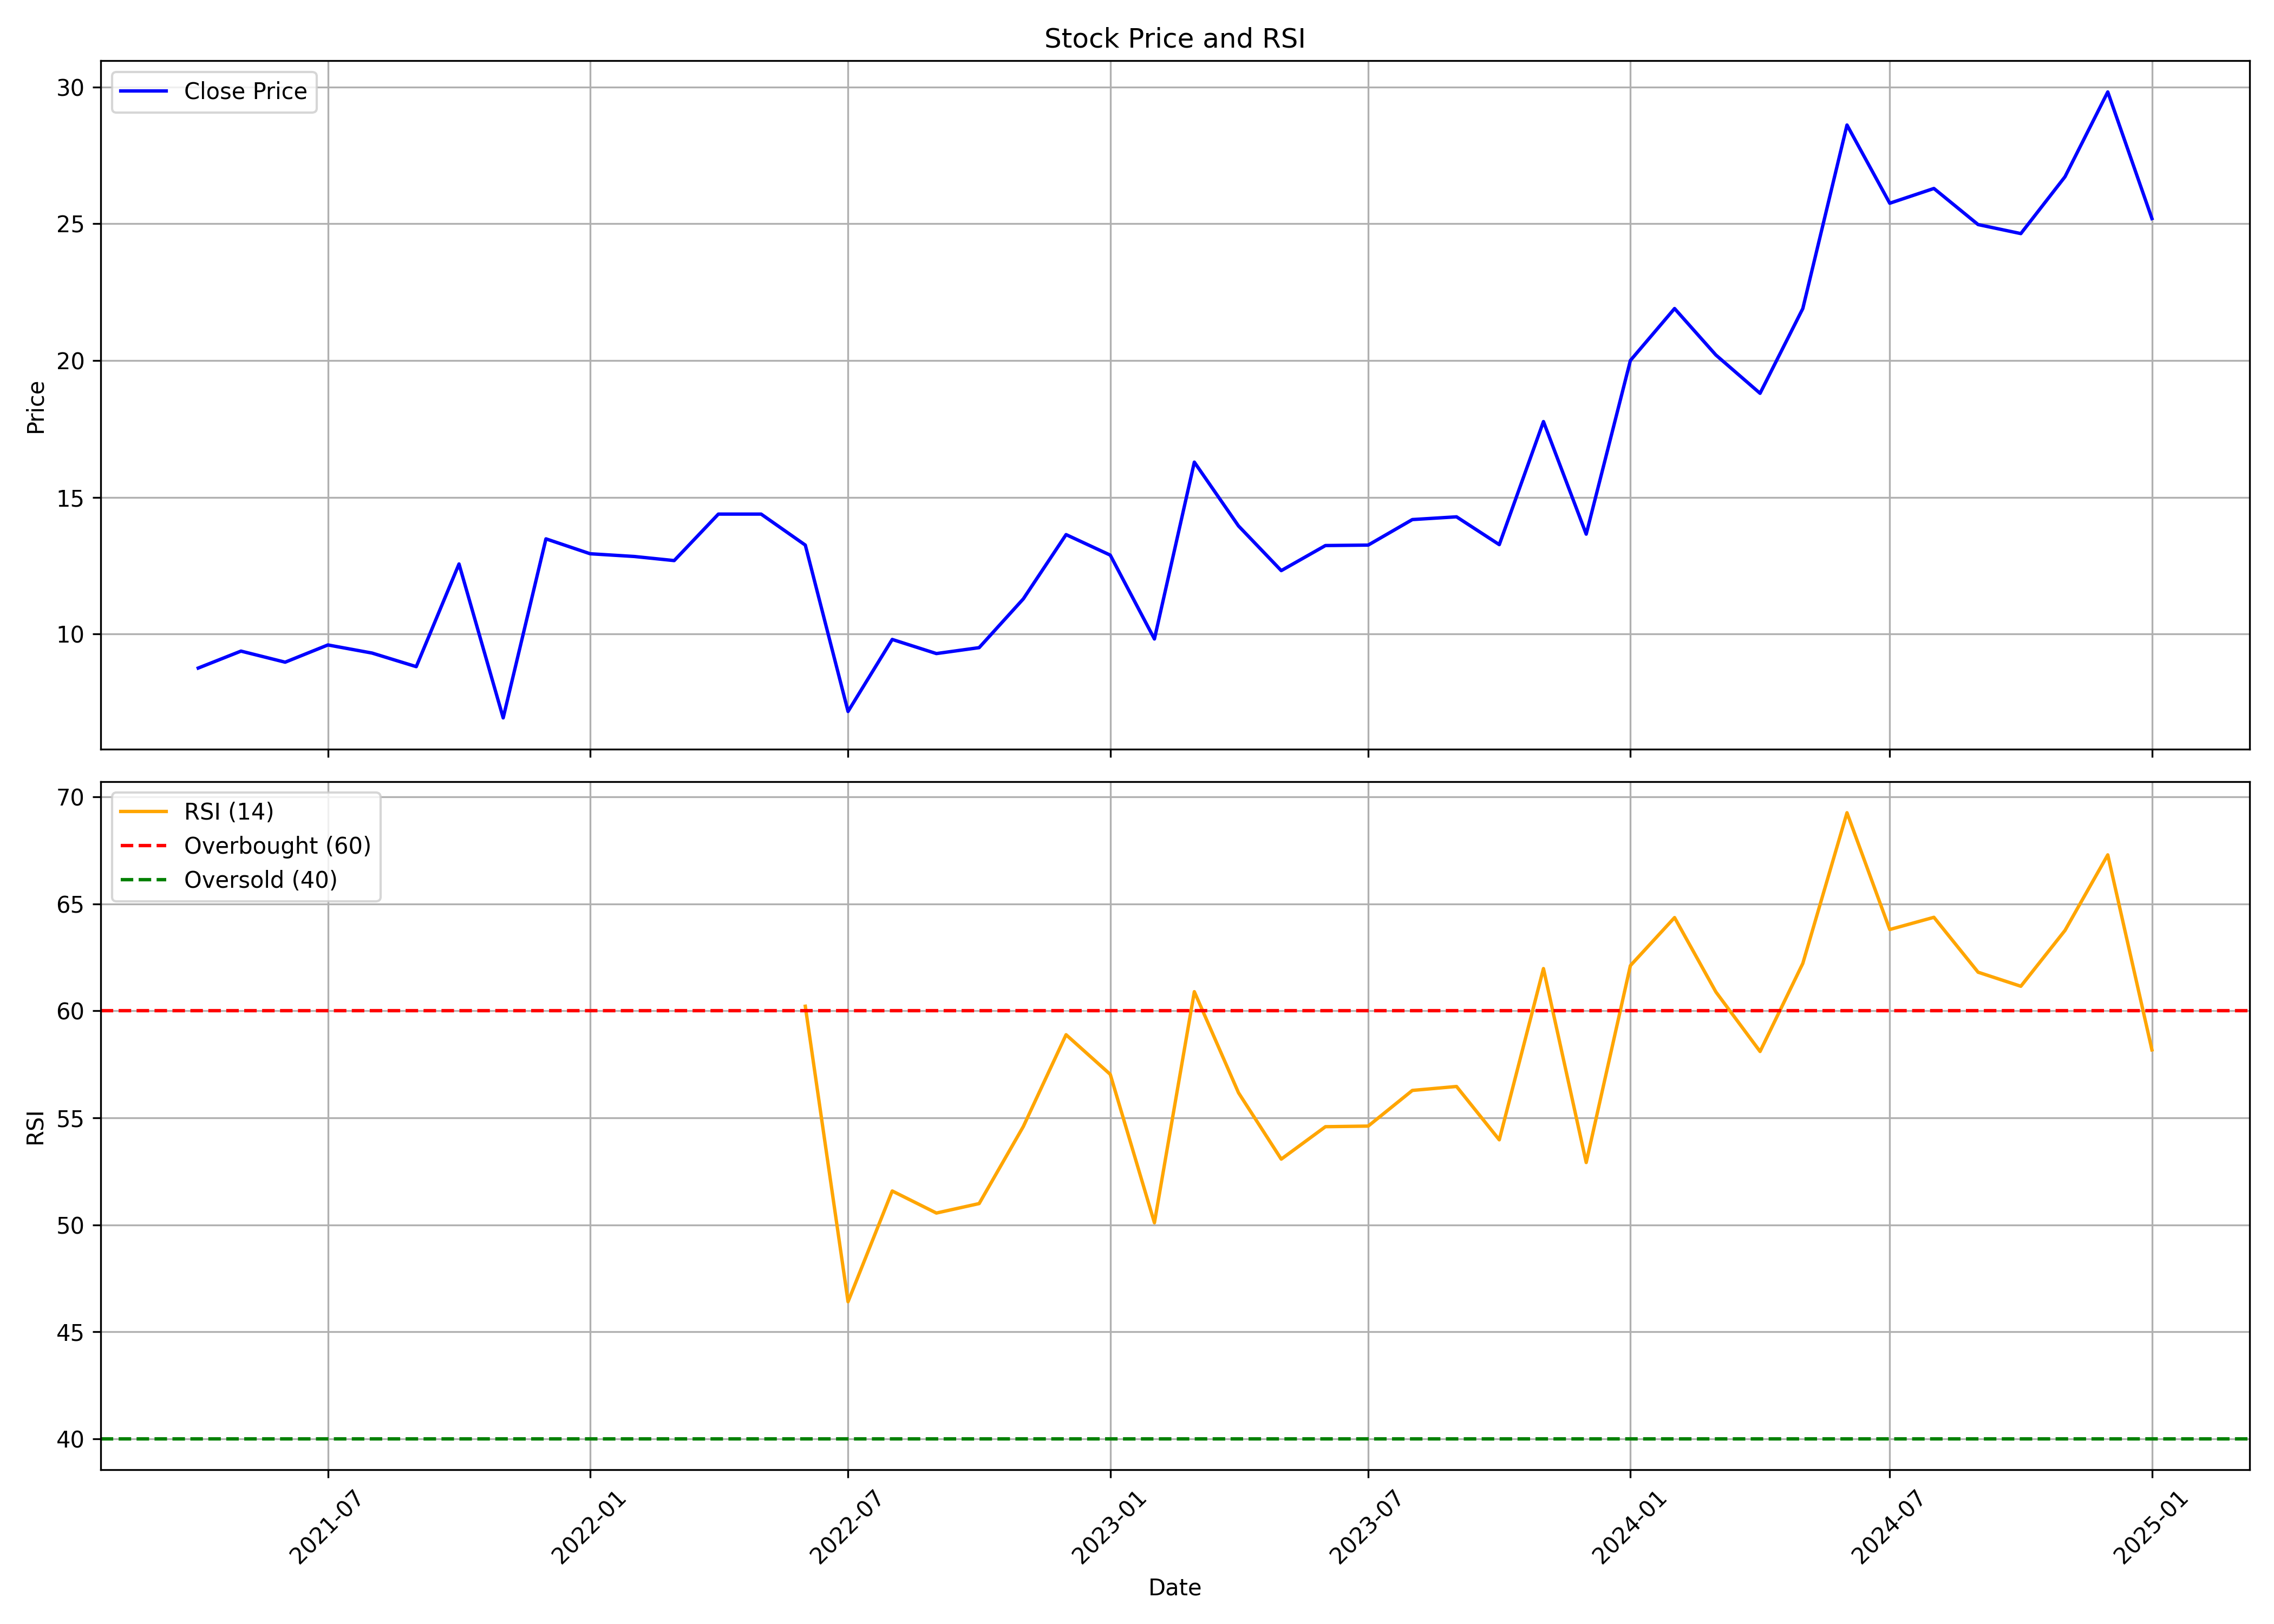 Stock Price and RSI
Close Price
30
25
20
15
10
Price
RSI (14)
Overbought (60)
Oversold (40)
70
65
60
55
50
45
40
RSI
2021-07
2022-01
2022-07
2023-01
2023-07
2024-01
2024-07
2025-01
Date